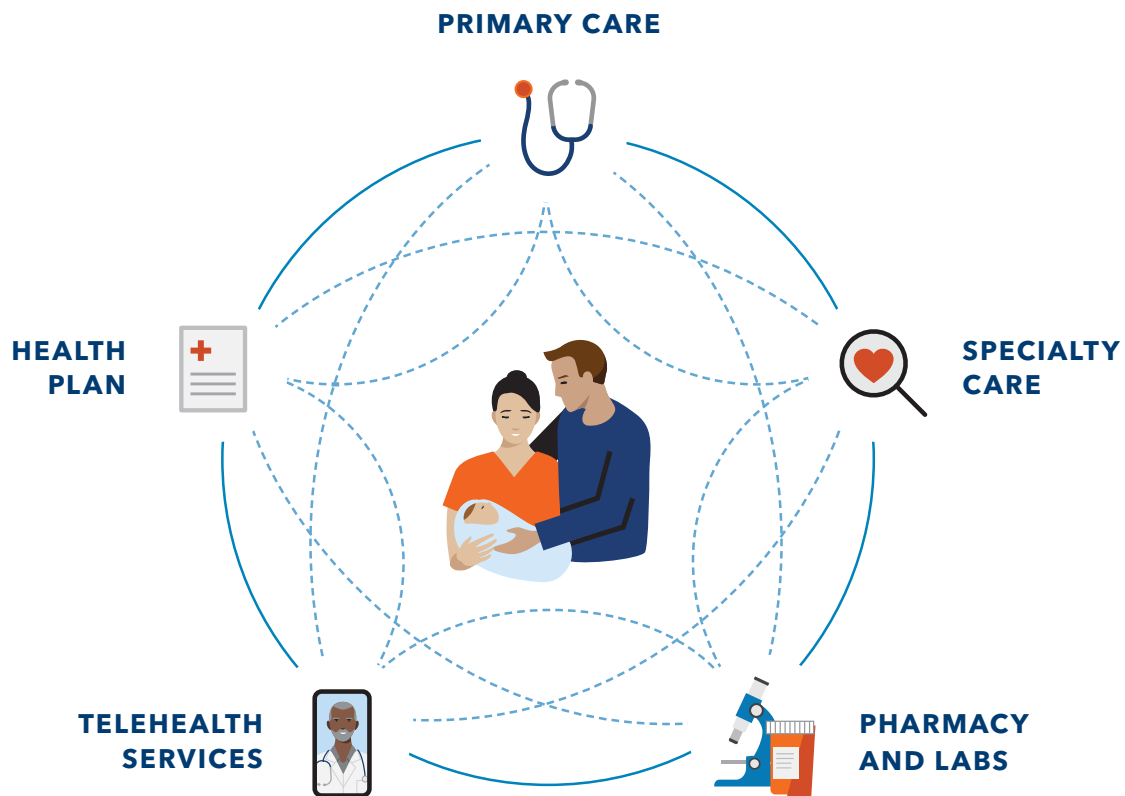 PRIMARY CARE
HEALTH
PLAN
SPECIALTY
CARE
TELEHEALTH
SERVICES
PHARMACY
AND LABS